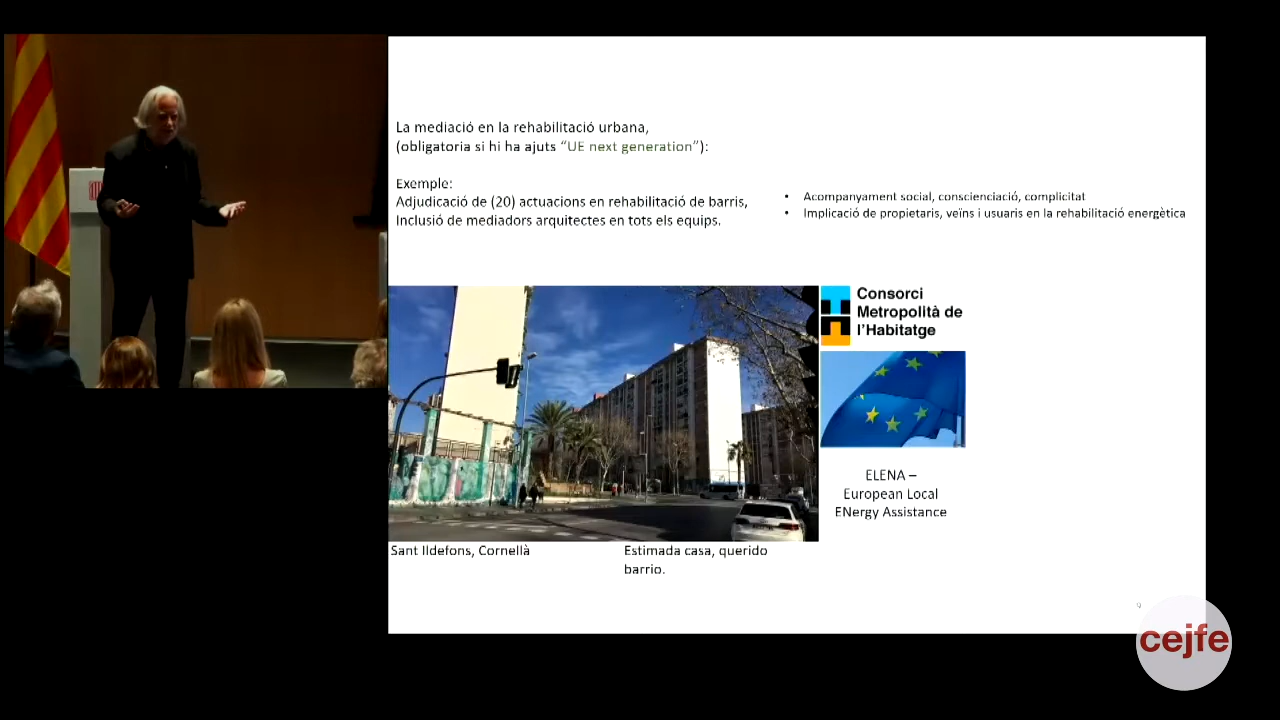 La mediació en la rehabilitació urbana,
(obligatoria si hi ha ajuts “UE next generation”):
Exemple:
Adjudicació de (20) actuacions en rehabilitació de barris,
Inclusió de mediadors arquitectes en tots els equips.
• Acompanyament social, conscienciació, complicitat
• Implicació de propietaris, veïns i usuaris en la rehabilitació energètica
Consorci
Metropolità de
l’Habitatge
ELENA –
European Local
ENergy Assistance
Sant Ildefons, Cornellà
Estimada casa, querido
barrio.
9
cejfe